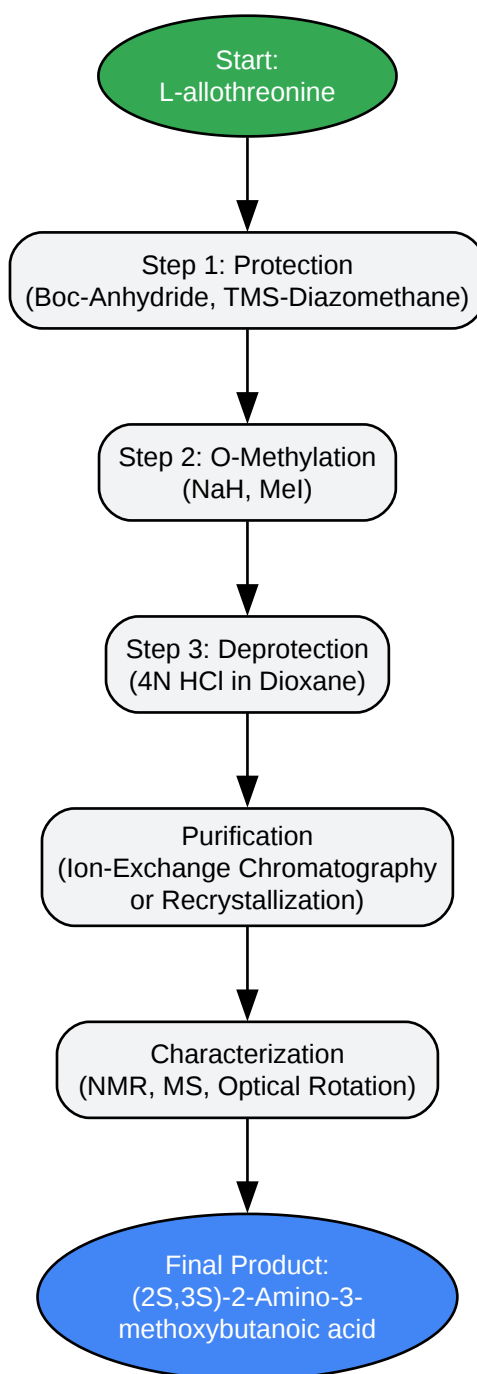 Start:
L-allothreonine
Step 1: Protection
(Boc-Anhydride, TMS-Diazomethane)
Step 2: O-Methylation
(NaH, MeI)
Step 3: Deprotection
(4N HCl in Dioxane)
Purification
(Ion-Exchange Chromatography
or Recrystallization)
Characterization
(NMR, MS, Optical Rotation)
Final Product:
(2S,3S)-2-Amino-3-
methoxybutanoic acid